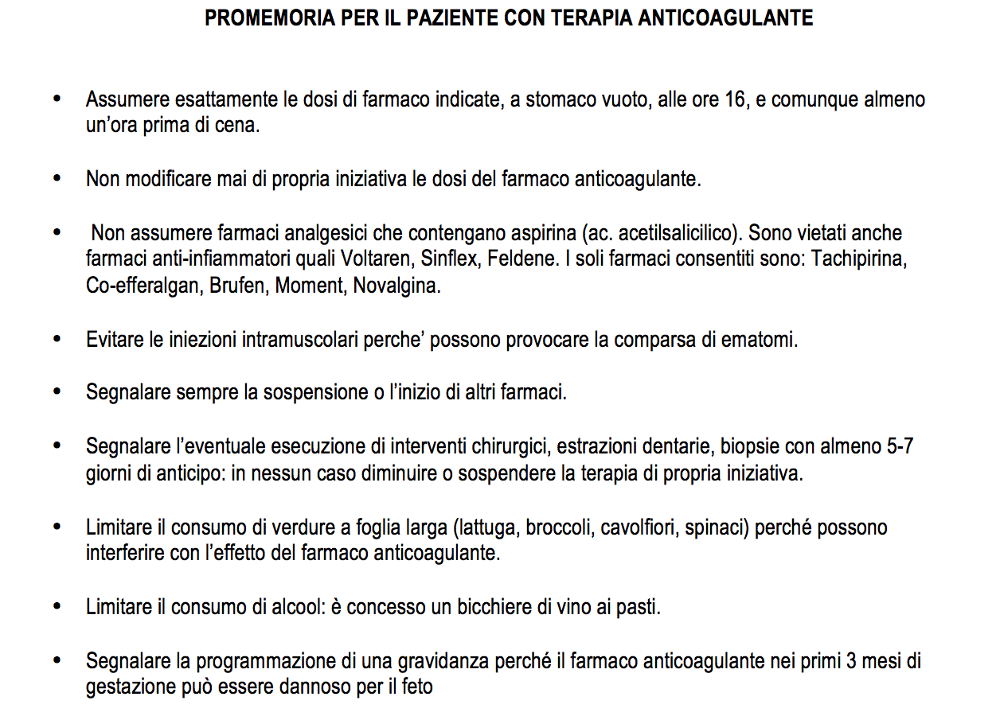 PROMEMORIA PER IL PAZIENTE CON TERAPIA ANTICOAGULANTE
• Assumere esattamente le dosi di farmaco indicate, a stomaco vuoto, alle ore 16, e comunque almeno
un’ora prima di cena.
• Non modificare mai di propria iniziativa le dosi del farmaco anticoagulante.
• Non assumere farmaci analgesici che contengano aspirina (ac. acetilsalicilico). Sono vietati anche
farmaci anti-infiammatori quali Voltaren, Sinflex, Feldene. I soli farmaci consentiti sono: Tachipirina,
Co-efferalgan, Brufen, Moment, Novalgina.
• Evitare le iniezioni intramuscolari perche’ possono provocare la comparsa di ematomi.
• Segnalare sempre la sospensione o l’inizio di altri farmaci.
• Segnalare l’eventuale esecuzione di interventi chirurgici, estrazioni dentarie, biopsie con almeno 5-7
giorni di anticipo: in nessun caso diminuire o sospendere la terapia di propria iniziativa.
• Limitare il consumo di verdure a foglia larga (lattuga, broccoli, cavolfiori, spinaci) perché possono
interferire con l’effetto del farmaco anticoagulante.
• Limitare il consumo di alcool: è concesso un bicchiere di vino ai pasti.
• Segnalare la programmazione di una gravidanza perché il farmaco anticoagulante nei primi 3 mesi di
gestazione può essere dannoso per il feto